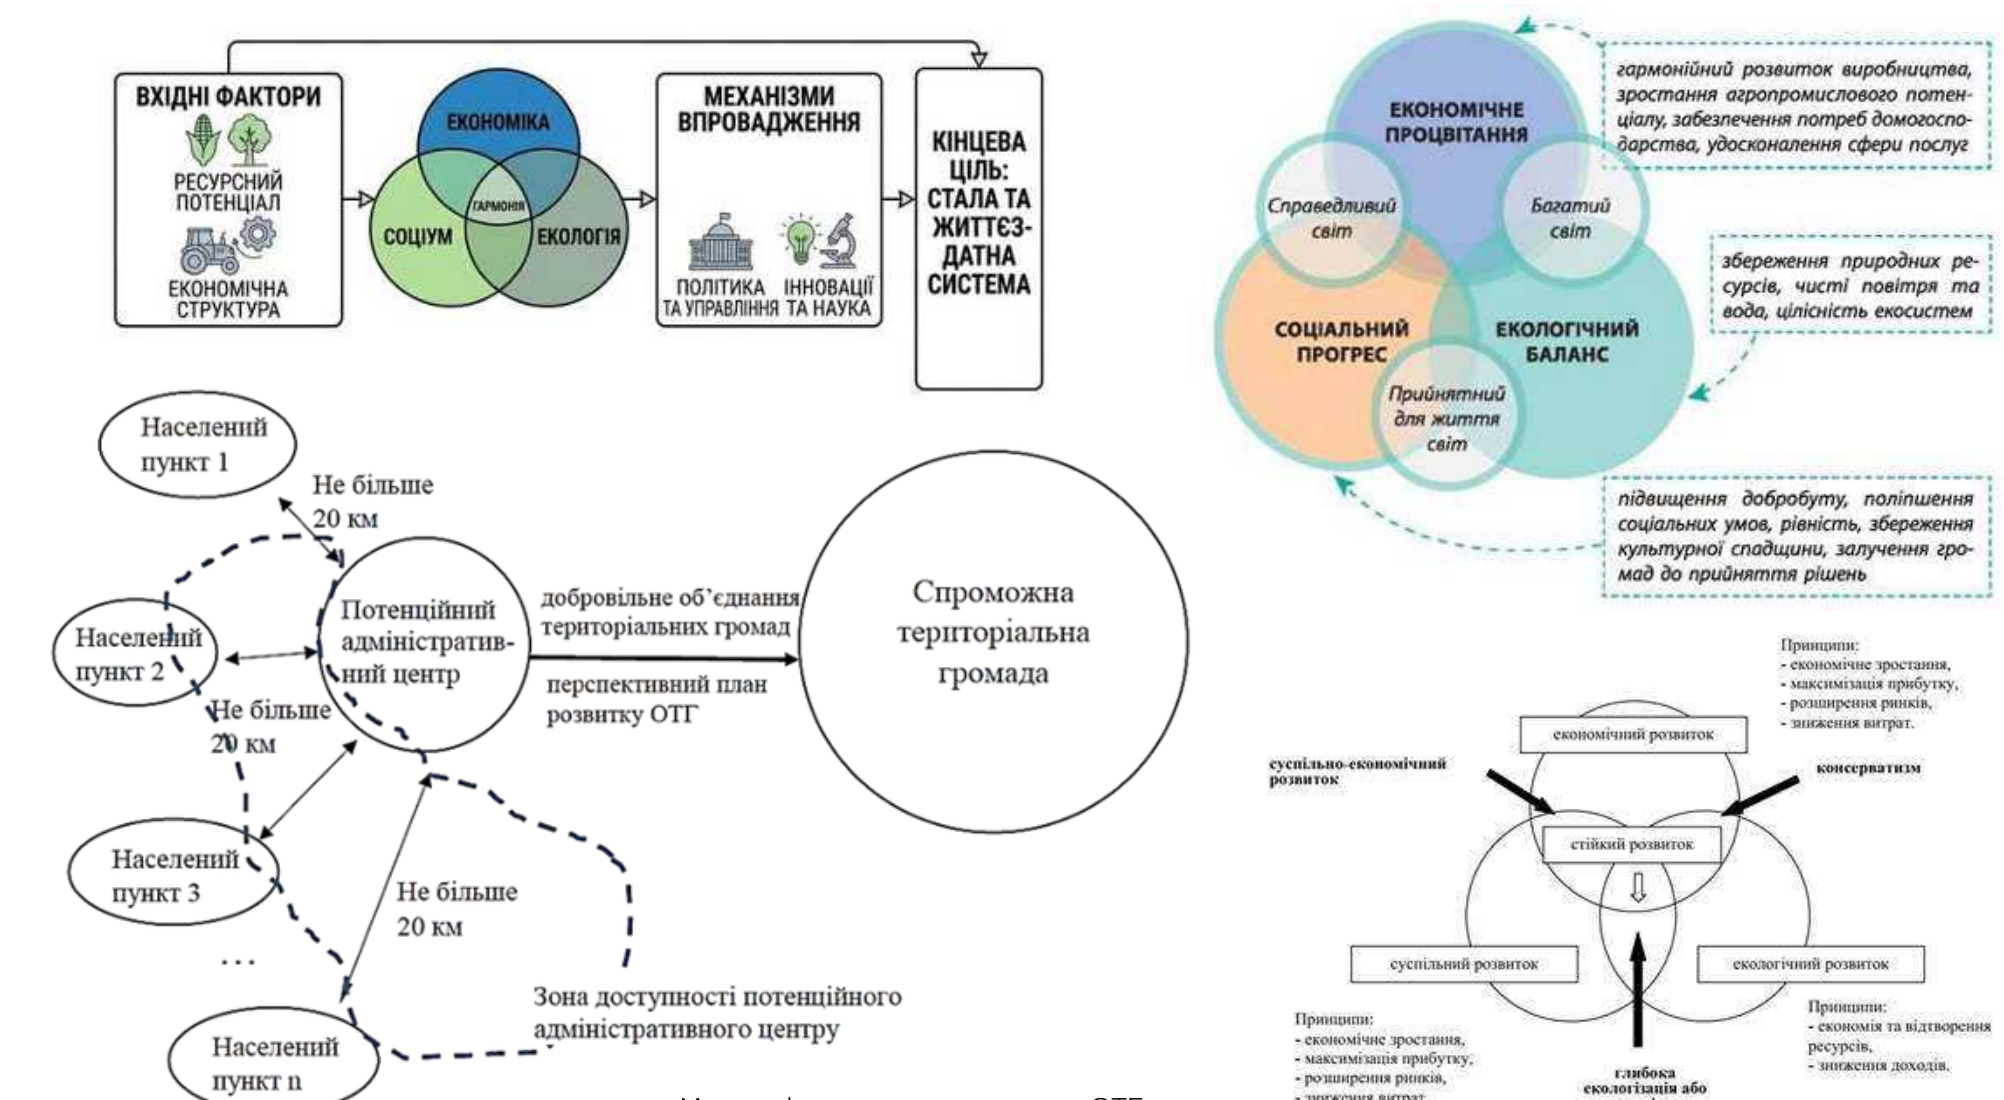 ВХІДНІ ФАКТОРИ
РЕСУРСНИЙ
ПОТЕНЦІАЛ
ЕКОНОМІЧНА
СТРУКТУРА
ЕКОНОМІКА
СОЦІУМ
ГАРМОНІЯ
ЕКОЛОГІЯ
МЕХАНІЗМИ
ВПРОВАДЖЕННЯ
ПОЛІТИКА
ТА УПРАВЛІННЯ
ІННОВАЦІЇ
ТА НАУКА
КІНЦЕВА
ЦІЛЬ:
СТАЛА ТА
ЖИТТЄЗ-
ДАТНА
СИСТЕМА
ЕКОНОМІЧНЕ
ПРОЦВІТАННЯ
Справедливий
світ
Багатий
світ
СОЦІАЛЬНИЙ
ПРОГРЕС
ЕКОЛОГІЧНИЙ
БАЛАНС
Прийнятний
для життя
світ
гармонійний розвиток виробництва,
зростання агропромислового потен-
ціалу, забезпечення потреб домогоспо-
дарства, удосконалення сфери послуг
збереження природних ре-
сурсів, чисті повітря та
вода, цілісність екосистем
підвищення добробуту, поліпшення
соціальних умов, рівність, збереження
культурної спадщини, залучення гро-
мад до прийняття рішень
Населений
пункт 1
Не більше
20 км
Населений
пункт 2
Потенційний
адміністратив-
ний центр
Не більше
20 км
добровільне об’єднання
територіальних громад
перспективний план
розвитку ОТГ
Спроможна
територіальна
громада
Населений
пункт 3
Не більше
20 км
...
Населений
пункт n
Зона доступності потенційного
адміністративного центру
Принципи:
- економічне зростання,
- максимізація прибутку,
- розширення ринків,
- зниження витрат.
економічний розвиток
суспільно-економічний
розвиток
консерватизм
стійкий розвиток
суспільний розвиток
екологічний розвиток
Принципи:
- економічне зростання,
- максимізація прибутку,
- розширення ринків,
- зниження витрат
Принципи:
- економія та відтворення
ресурсів,
- зниження доходів.
глибока
екологізація або